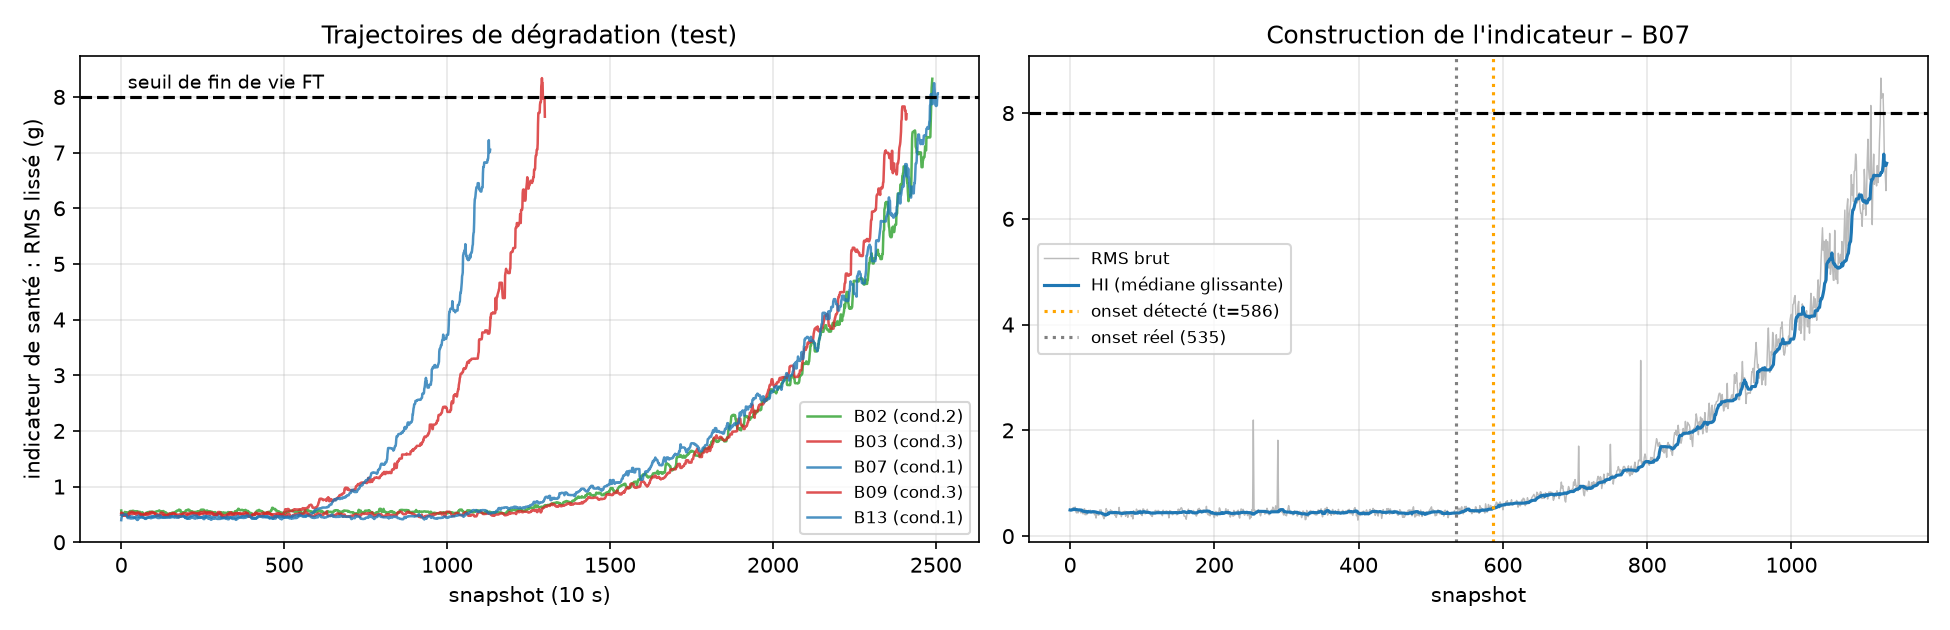 Trajectoires de dégradation (test)
seuil de fin de vie FT
indicateur de santé : RMS lissé (g)
8
7
6
5
4
3
2
1
0
B02 (cond.2)
B03 (cond.3)
B07 (cond.1)
B09 (cond.3)
B13 (cond.1)
0 500 1000 1500 2000 2500
snapshot (10 s)
Construction de l'indicateur – B07
8
6
4
2
0
RMS brut
HI (médiane glissante)
onset détecté (t=586)
onset réel (535)
0 200 400 600 800 1000
snapshot